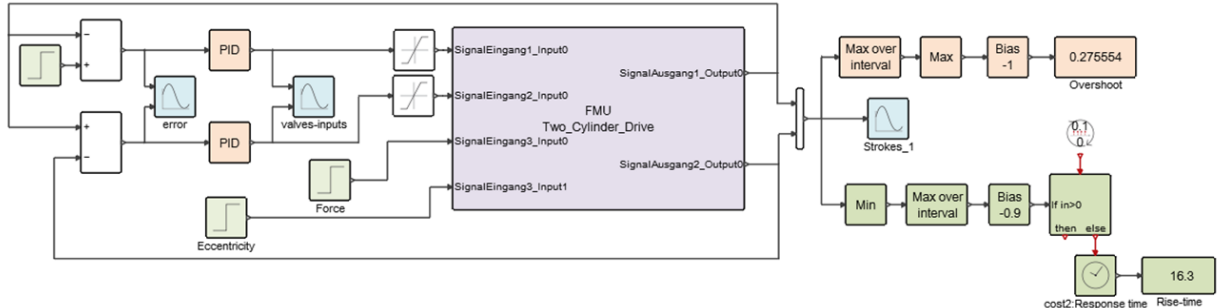 −
+
PID
error
+
−
PID
valves-inputs
Force
Eccentricity
SignalEingang1_Input0
SignalEingang2_Input0
SignalEingang3_Input0
SignalEingang3_Input1
FMU
Two_Cylinder_Drive
SignalAusgang1_Output0
SignalAusgang2_Output0
Strokes_1
Max over
interval
Max
Bias
-1
0.275554
Overshoot
Min
Max over
interval
Bias
-0.9
0.1
0
If in>0
then else
cost2:Response time
16.3
Rise-time